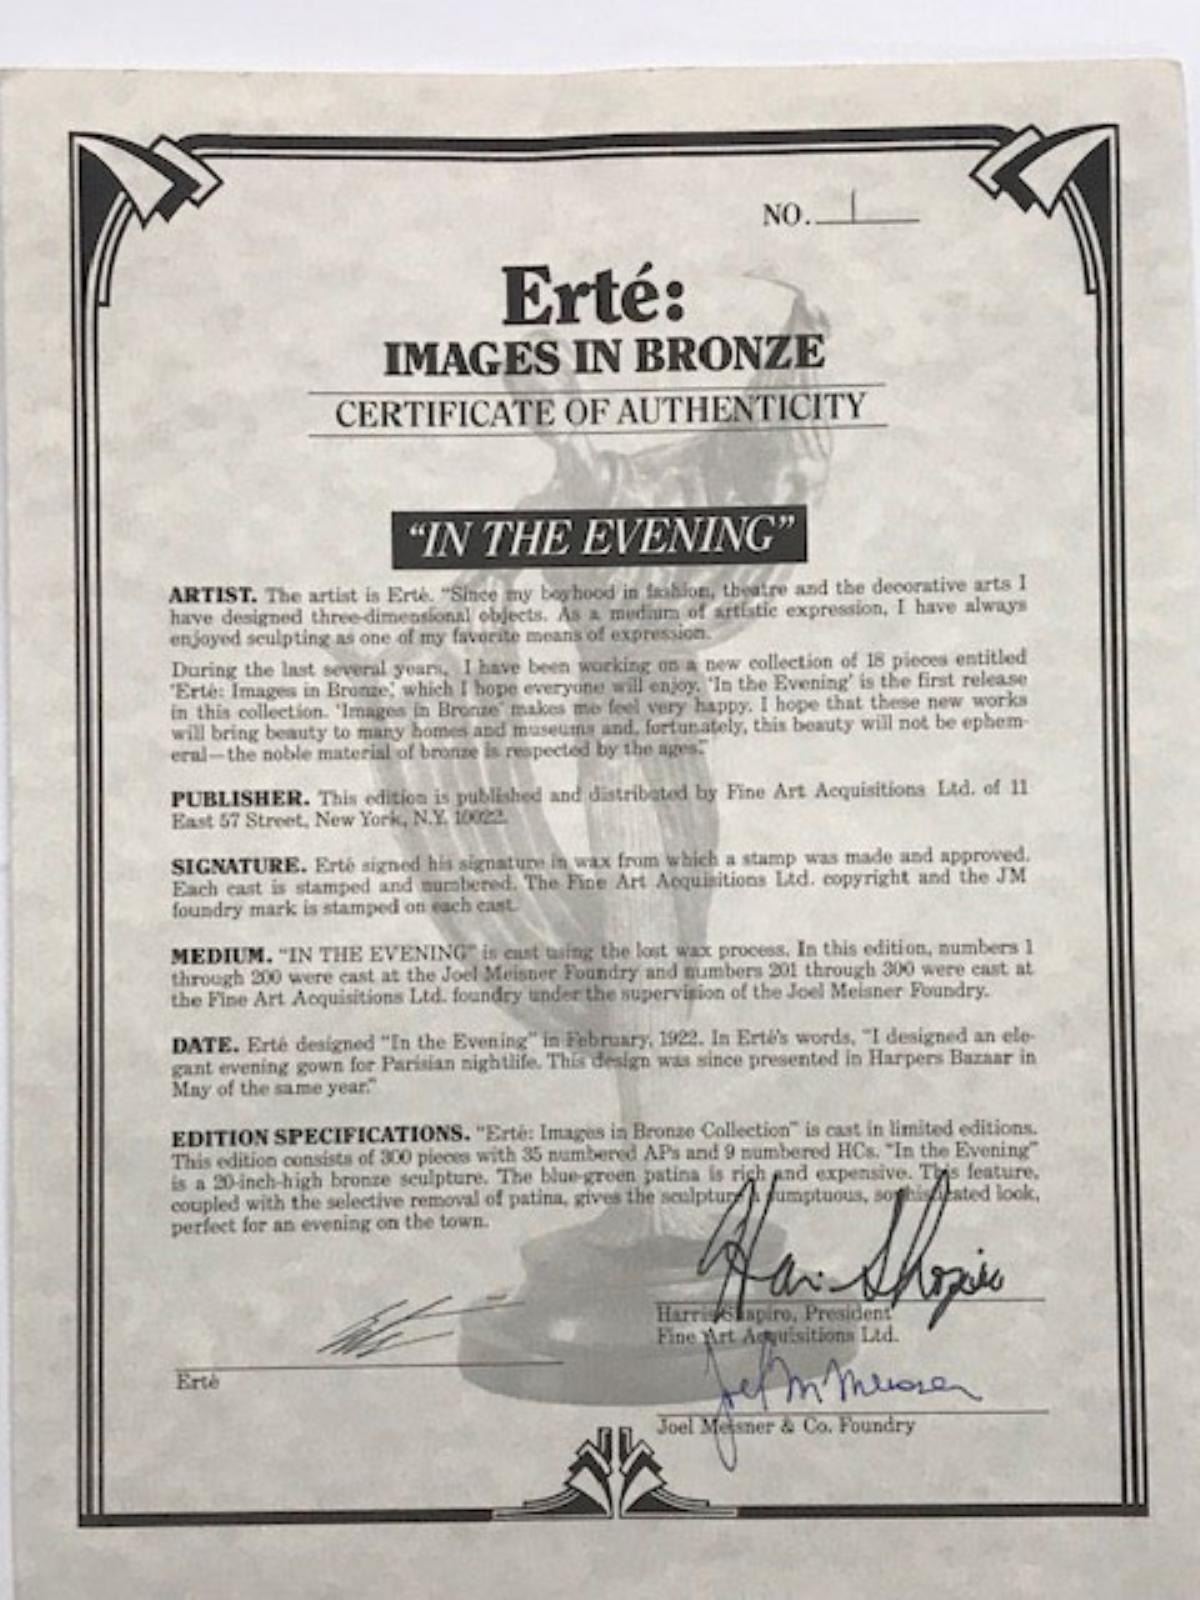 NO. 1
Erté:
IMAGES IN BRONZE
CERTIFICATE OF AUTHENTICITY
“IN THE EVENING”
ARTIST. The artist is Erté. “Since my boyhood in fashion, theatre and the decorative arts I
have designed three-dimensional objects. As a medium of artistic expression, I have always
enjoyed sculpting as one of my favorite means of expression.
During the last several years, I have been working on a new collection of 18 pieces entitled
‘Erté: Images in Bronze,’ which I hope everyone will enjoy. ‘In the Evening’ is the first release
in this collection. ‘Images in Bronze’ makes me feel very happy. I hope that these new works
will bring beauty to many homes and museums and, fortunately, this beauty will not be ephem-
eral—the noble material of bronze is respected by the ages.”
PUBLISHER. This edition is published and distributed by Fine Art Acquisitions Ltd. of 11
East 57 Street, New York, N.Y. 10022.
SIGNATURE. Erté signed his signature in wax from which a stamp was made and approved.
Each cast is stamped and numbered. The Fine Art Acquisitions Ltd. copyright and the JM
foundry mark is stamped on each cast.
MEDIUM. “IN THE EVENING” is cast using the lost wax process. In this edition, numbers 1
through 200 were cast at the Joel Meisner Foundry and numbers 201 through 300 were cast at
the Fine Art Acquisitions Ltd. foundry under the supervision of the Joel Meisner Foundry.
DATE. Erté designed “In the Evening” in February, 1922. In Erté’s words, “I designed an ele-
gant evening gown for Parisian nightlife. This design was since presented in Harpers Bazaar in
May of the same year.”
EDITION SPECIFICATIONS. “Erté: Images in Bronze Collection” is cast in limited editions.
This edition consists of 300 pieces with 35 numbered APs and 9 numbered HCs. “In the Evening”
is a 20-inch-high bronze sculpture. The blue-green patina is rich and expensive. This feature,
coupled with the selective removal of patina, gives the sculpture a sumptuous, sophisticated look,
perfect for an evening on the town.
Harris Shapiro
Harris Shapiro, President
Fine Art Acquisitions Ltd.
Erté
Erté
Joel M Meisner
Joel Meisner & Co. Foundry